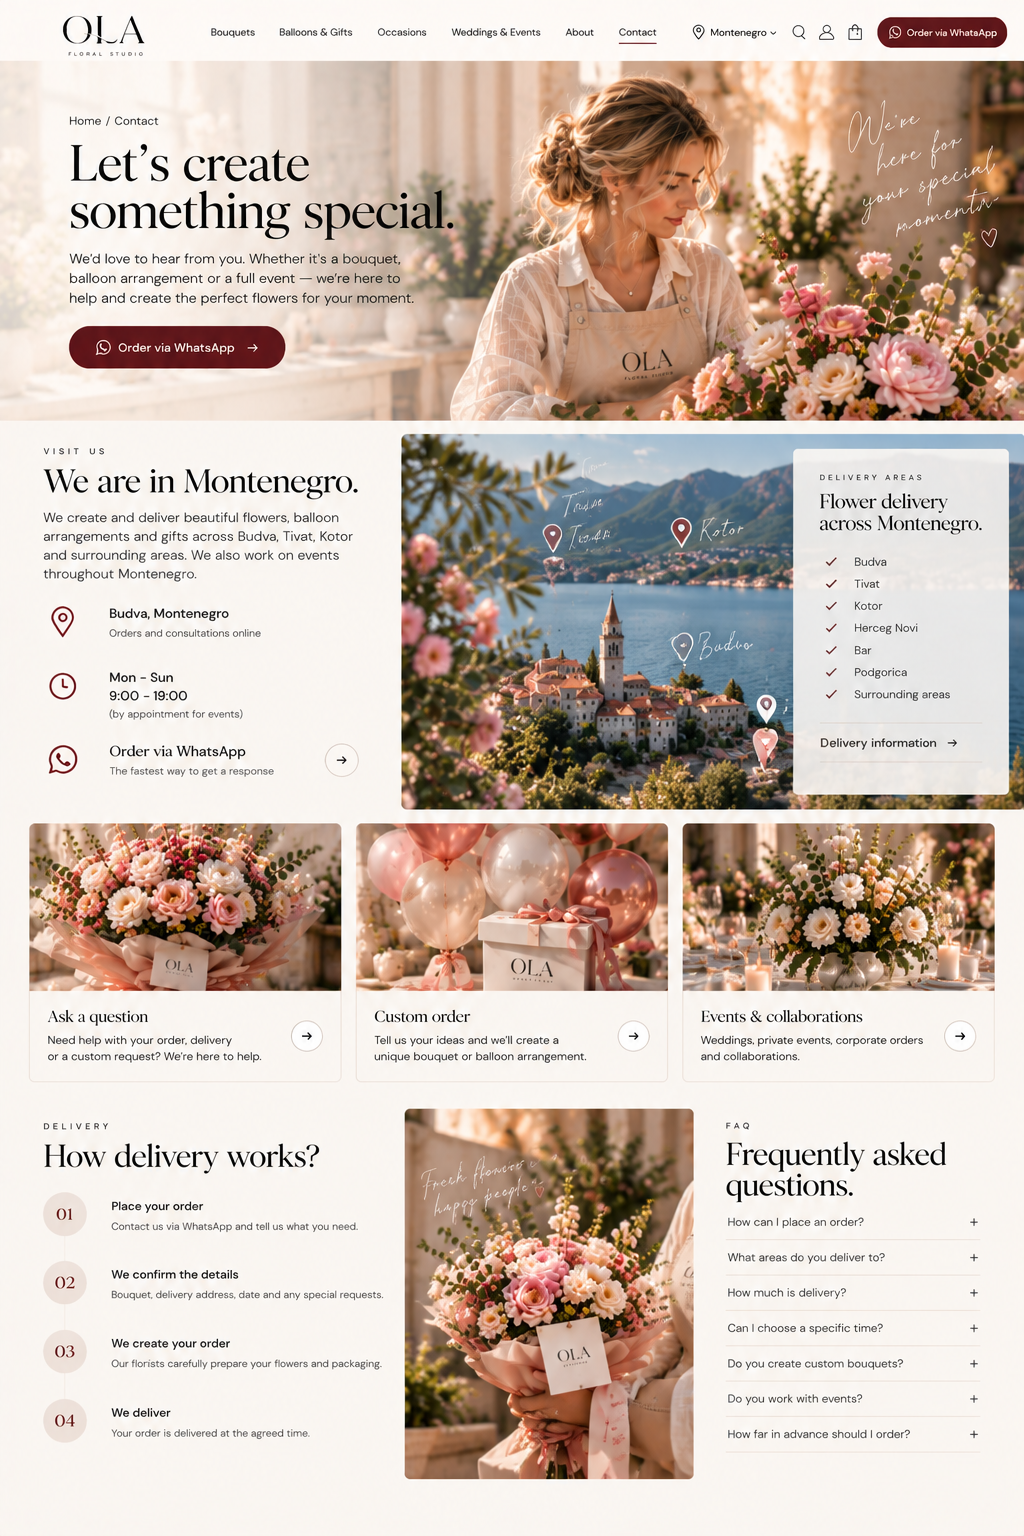 OLA
FLORAL STUDIO
Bouquets
Balloons & Gifts
Occasions
Weddings & Events
About
Contact
Montenegro
Order via WhatsApp
Home / Contact
Let's create
something special.
We'd love to hear from you. Whether it's a bouquet,
balloon arrangement or a full event — we're here to
help and create the perfect flowers for your moment.
Order via WhatsApp →
We're
here for
your special
moments
OLA
FLORAL STUDIO
VISIT US
We are in Montenegro.
We create and deliver beautiful flowers, balloon
arrangements and gifts across Budva, Tivat, Kotor
and surrounding areas. We also work on events
throughout Montenegro.
Budva, Montenegro
Orders and consultations online
Mon – Sun
9:00 – 19:00
(by appointment for events)
Order via WhatsApp
The fastest way to get a response
Kotor
Budva
DELIVERY AREAS
Flower delivery
across Montenegro.
Budva
Tivat
Kotor
Herceg Novi
Bar
Podgorica
Surrounding areas
Delivery information →
OLA
OLA
Ask a question
Need help with your order, delivery
or a custom request? We're here to help.
Custom order
Tell us your ideas and we'll create a
unique bouquet or balloon arrangement.
Events & collaborations
Weddings, private events, corporate orders
and collaborations.
DELIVERY
How delivery works?
01
Place your order
Contact us via WhatsApp and tell us what you need.
02
We confirm the details
Bouquet, delivery address, date and any special requests.
03
We create your order
Our florists carefully prepare your flowers and packaging.
04
We deliver
Your order is delivered at the agreed time.
Fresh flowers
happy people
OLA
FAQ
Frequently asked
questions.
How can I place an order? +
What areas do you deliver to? +
How much is delivery? +
Can I choose a specific time? +
Do you create custom bouquets? +
Do you work with events? +
How far in advance should I order? +